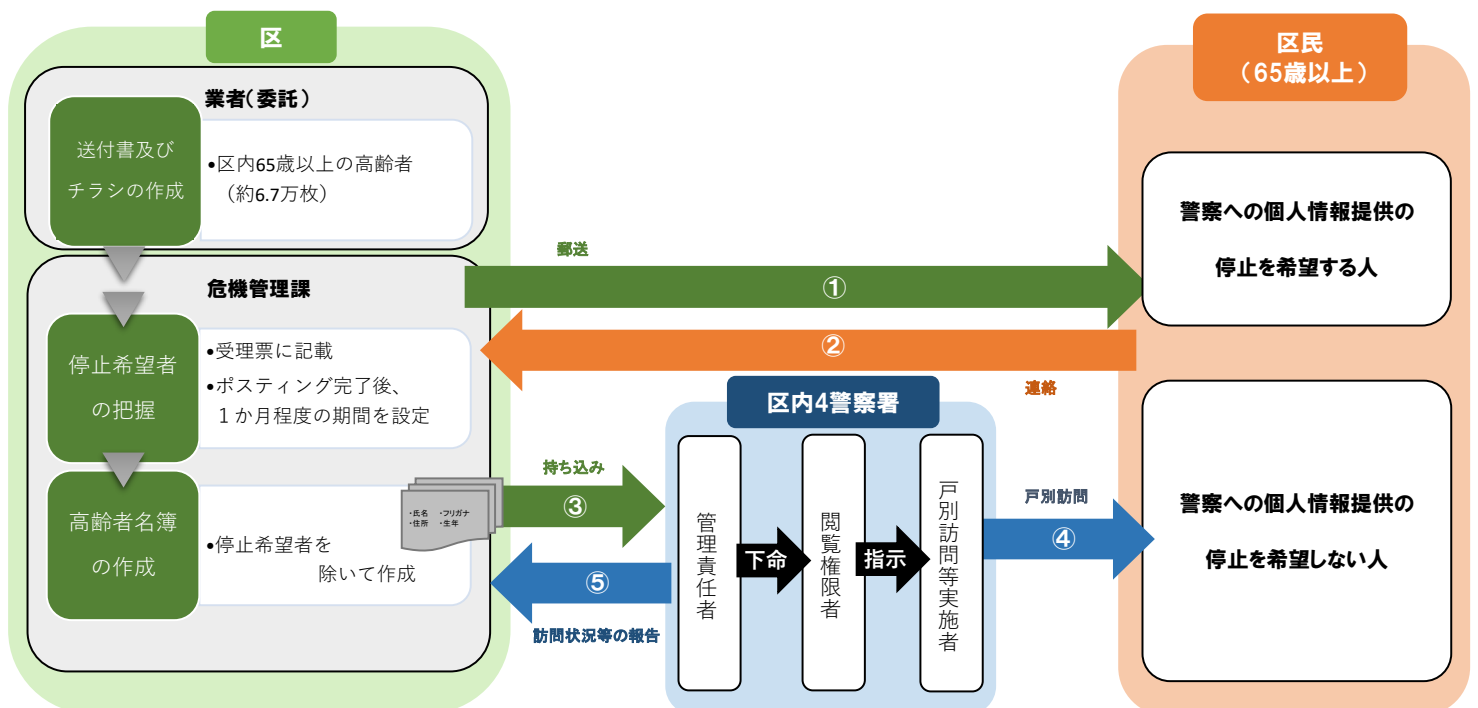 区
業者(委託)
送付書及び
チラシの作成
•区内65歳以上の高齢者
(約6.7万枚)
危機管理課
停止希望者
の把握
•受理票に記載
•ポスティング完了後、
１か月程度の期間を設定
高齢者名簿
の作成
•停止希望者を
除いて作成
・氏名 ・フリガナ
・住所 ・生年
郵送
①
②
連絡
持ち込み
③
⑤
訪問状況等の報告
区内4警察署
管理責任者
下命
閲覧権限者
指示
戸別訪問等実施者
戸別訪問
④
区民
(65歳以上)
警察への個人情報提供の
停止を希望する人
警察への個人情報提供の
停止を希望しない人